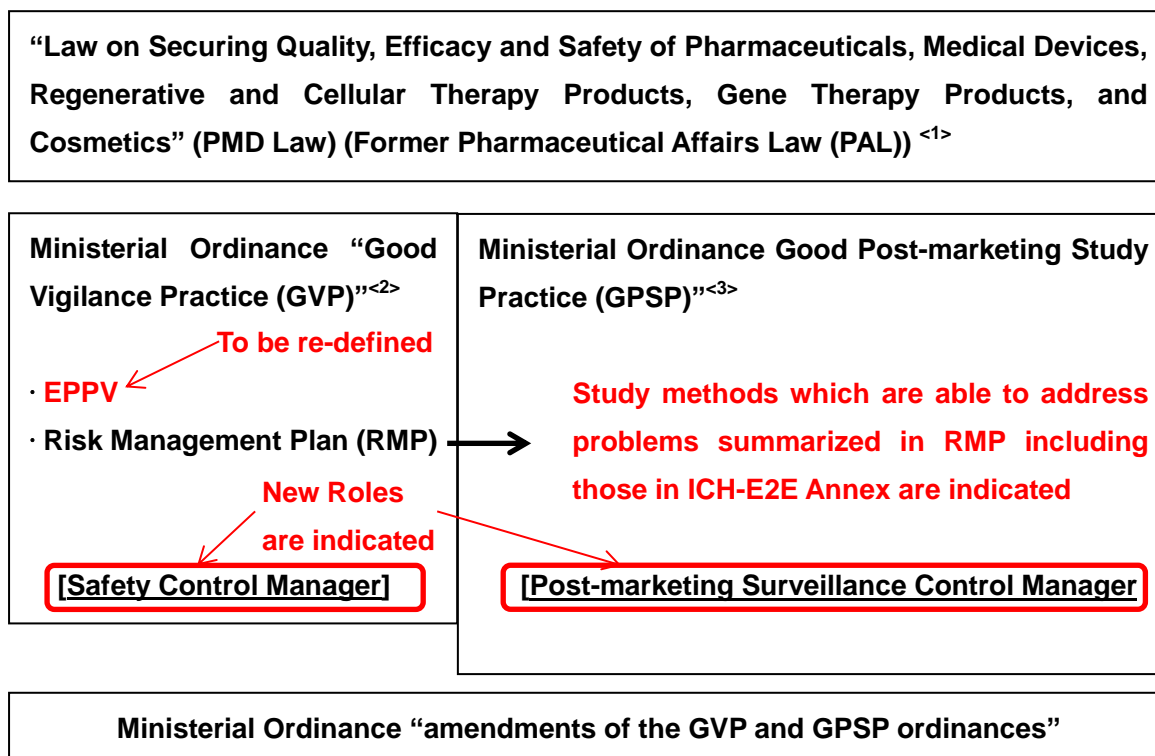 “Law on Securing Quality, Efficacy and Safety of Pharmaceuticals, Medical Devices,
Regenerative and Cellular Therapy Products, Gene Therapy Products, and
Cosmetics” (PMD Law) (Former Pharmaceutical Affairs Law (PAL)) <1>
Ministerial Ordinance “Good
Vigilance Practice (GVP)”<2>
To be re-defined
· EPPV
· Risk Management Plan (RMP)
New Roles
are indicated
[Safety Control Manager]
Ministerial Ordinance Good Post-marketing Study
Practice (GPSP)”<3>
Study methods which are able to address
problems summarized in RMP including
those in ICH-E2E Annex are indicated
[Post-marketing Surveillance Control Manager
Ministerial Ordinance “amendments of the GVP and GPSP ordinances”